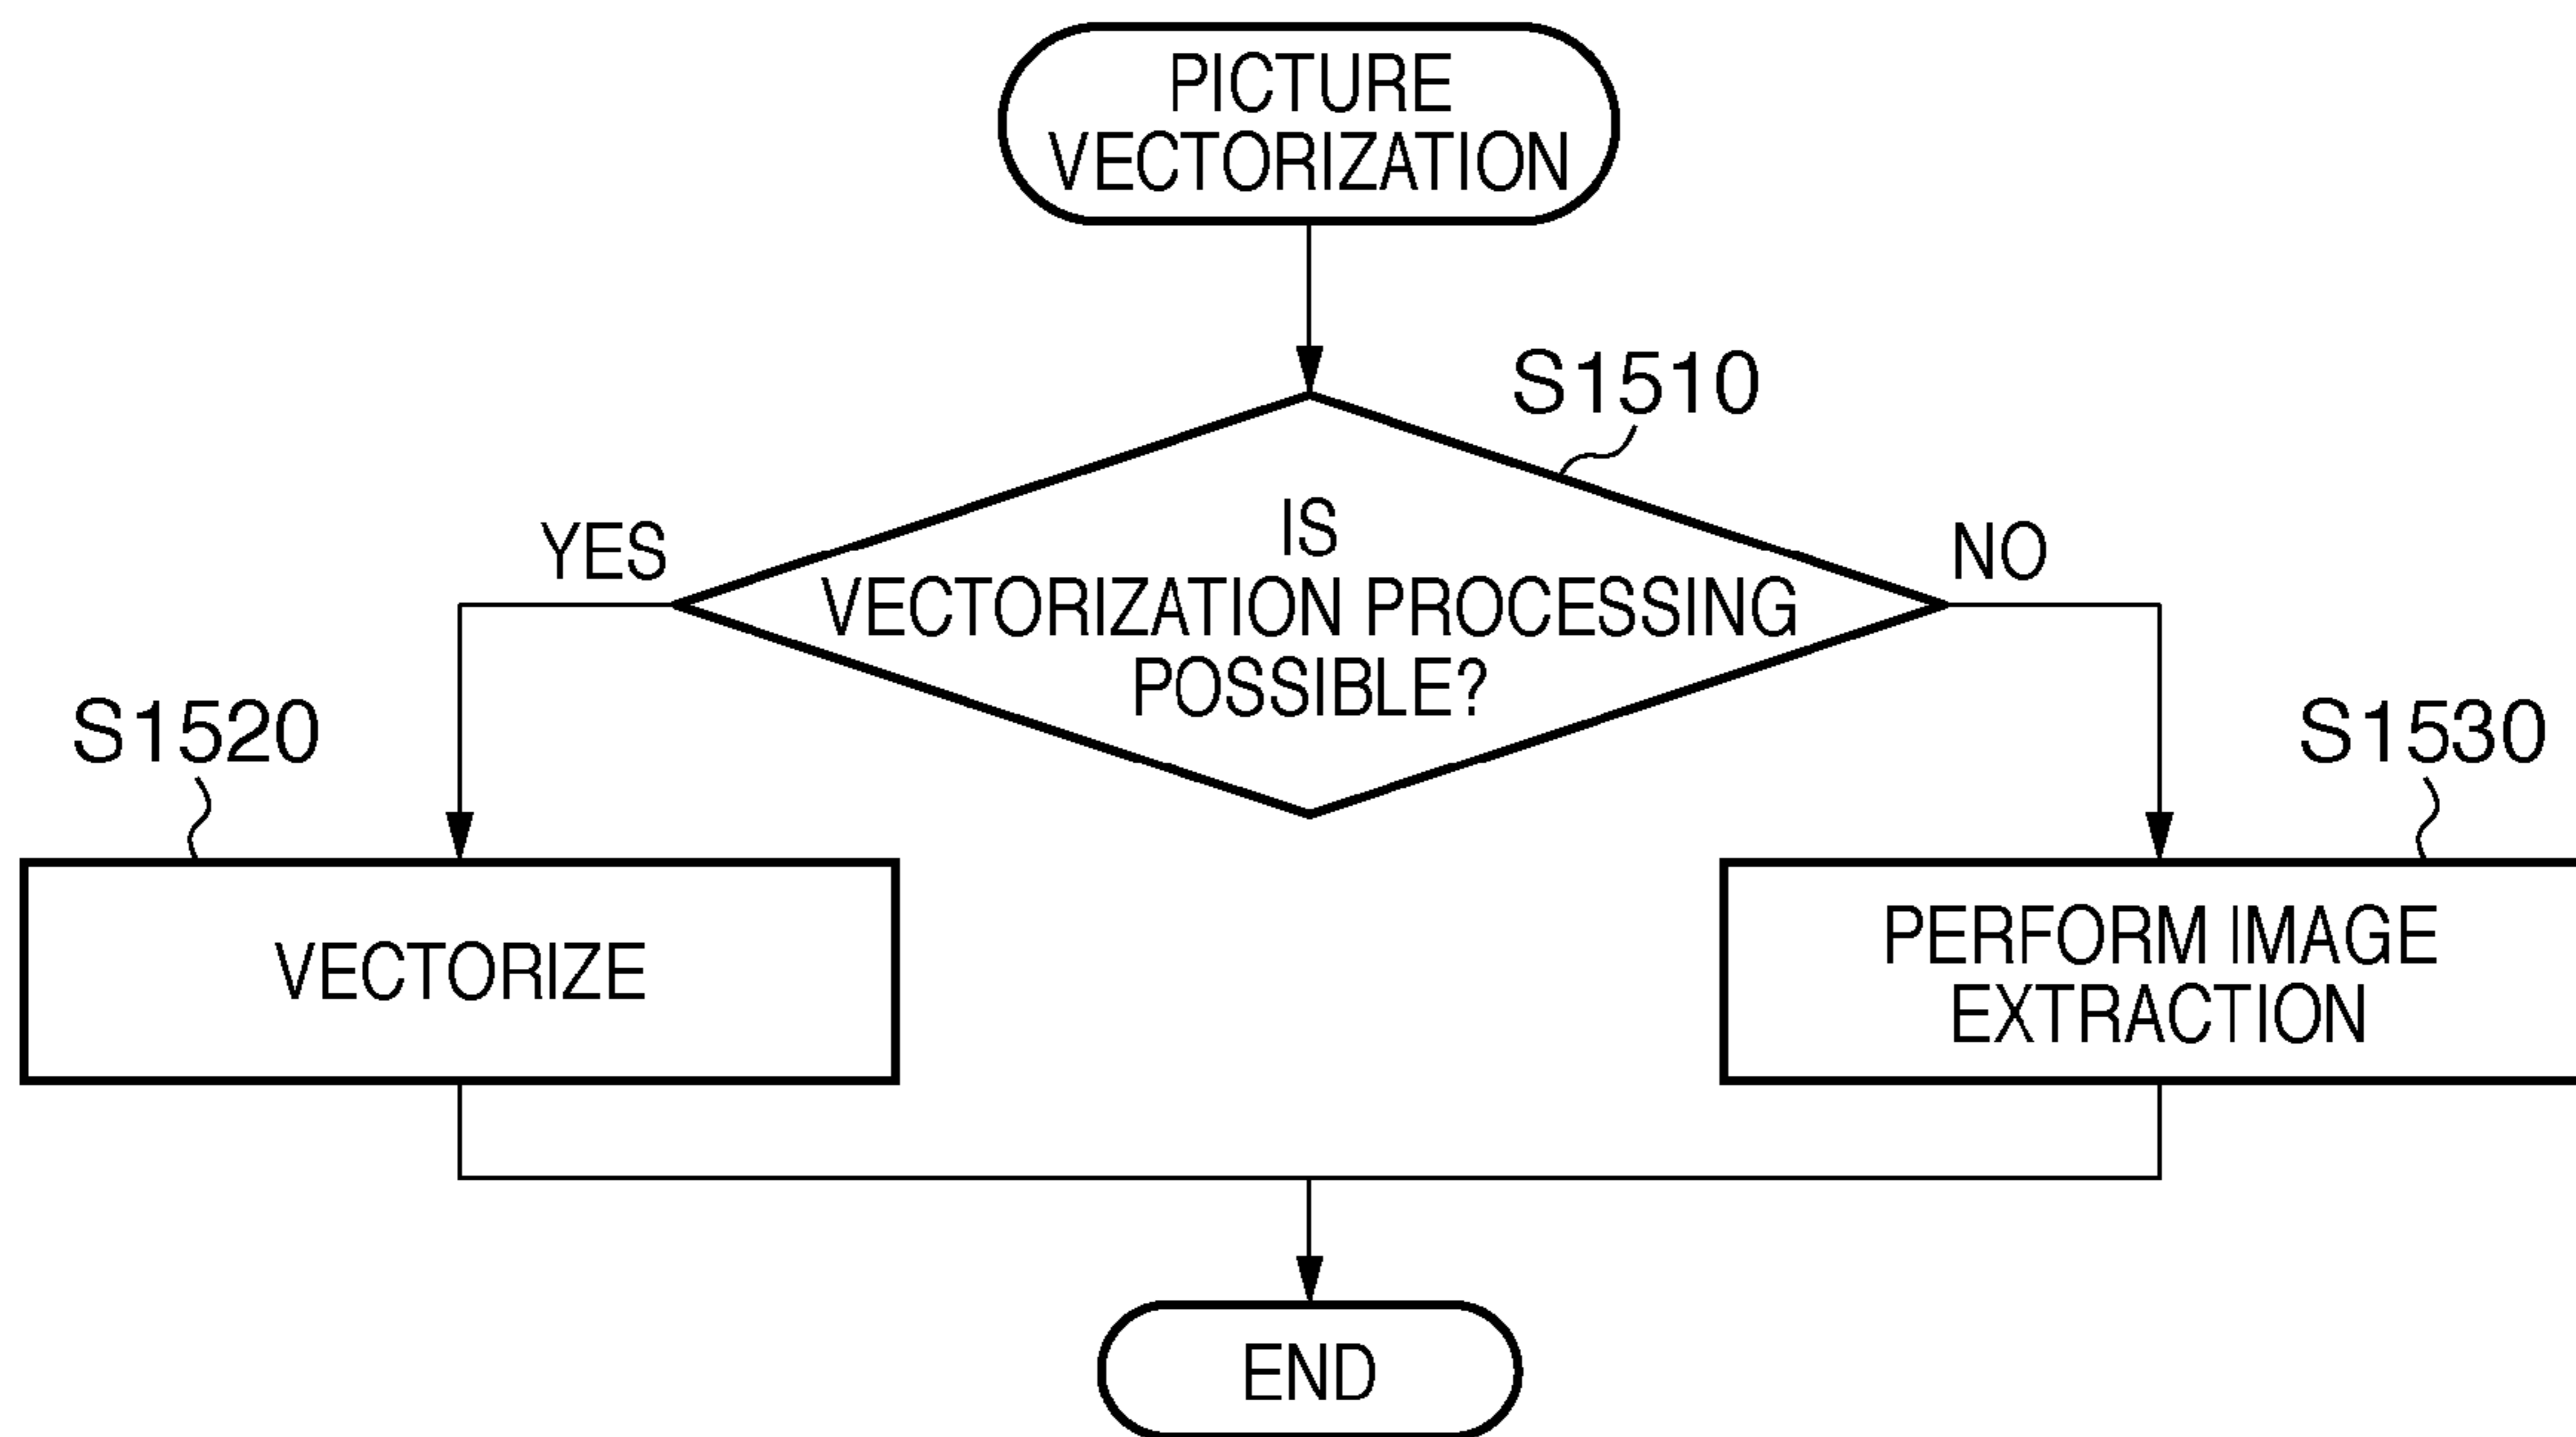 PICTURE
VECTORIZATION
S1510
IS
VECTORIZATION PROCESSING
POSSIBLE?
YES
NO
S1520
S1530
VECTORIZE
PERFORM IMAGE
EXTRACTION
END